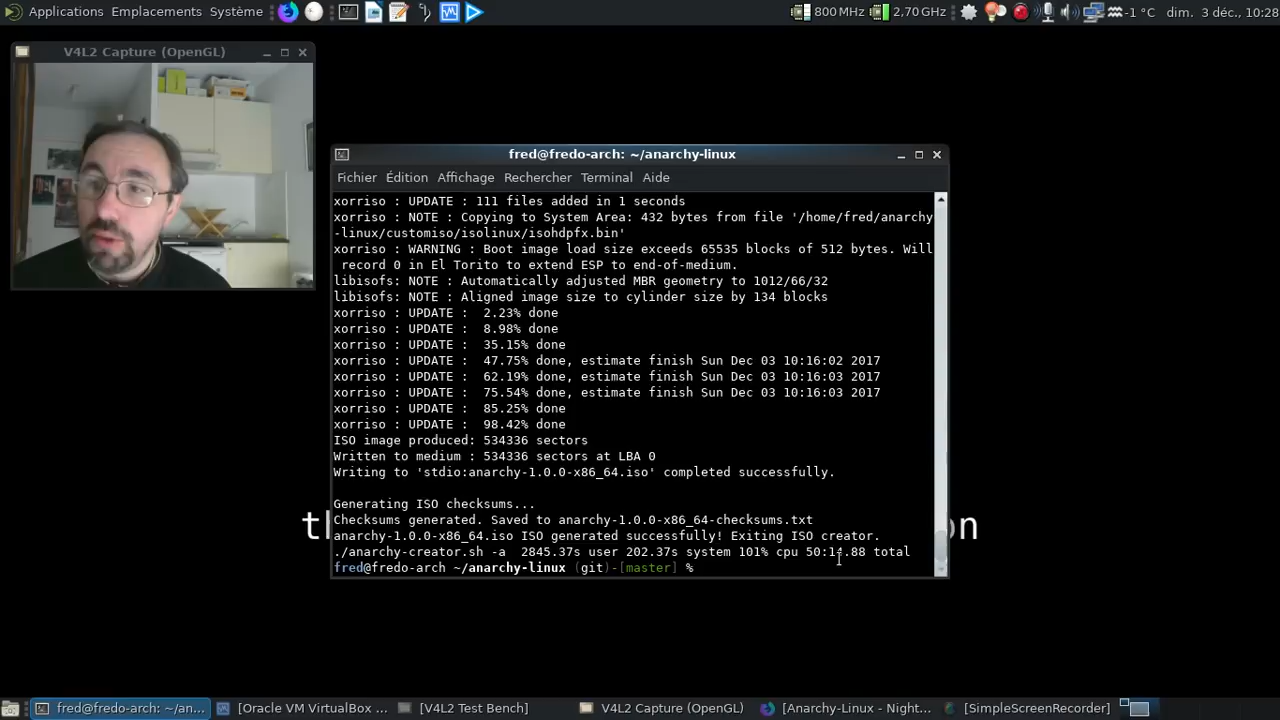 Applications Emplacements Système 800 MHz 2,70 GHz -1 °C dim. 3 déc., 10:28
V4L2 Capture (OpenGL)
fred@fredo-arch: ~/anarchy-linux
Fichier Édition Affichage Rechercher Terminal Aide
xorriso : UPDATE : 111 files added in 1 seconds
xorriso : NOTE : Copying to System Area: 432 bytes from file '/home/fred/anarchy
-linux/customiso/isolinux/isohdpfx.bin'
xorriso : WARNING : Boot image load size exceeds 65535 blocks of 512 bytes. Will
record 0 in El Torito to extend ESP to end-of-medium.
libisofs: NOTE : Automatically adjusted MBR geometry to 1012/66/32
libisofs: NOTE : Aligned image size to cylinder size by 134 blocks
xorriso : UPDATE :  2.23% done
xorriso : UPDATE :  8.98% done
xorriso : UPDATE :  35.15% done
xorriso : UPDATE :  47.75% done, estimate finish Sun Dec 03 10:16:02 2017
xorriso : UPDATE :  62.19% done, estimate finish Sun Dec 03 10:16:03 2017
xorriso : UPDATE :  75.54% done, estimate finish Sun Dec 03 10:16:03 2017
xorriso : UPDATE :  85.25% done
xorriso : UPDATE :  98.42% done
ISO image produced: 534336 sectors
Written to medium : 534336 sectors at LBA 0
Writing to 'stdio:anarchy-1.0.0-x86_64.iso' completed successfully.
Generating ISO checksums...
Checksums generated. Saved to anarchy-1.0.0-x86_64-checksums.txt
anarchy-1.0.0-x86_64.iso ISO generated successfully! Exiting ISO creator.
./anarchy-creator.sh -a  2845.37s user 202.37s system 101% cpu 50:14.88 total
fred@fredo-arch ~/anarchy-linux (git)-[master] %
fred@fredo-arch: ~/an... [Oracle VM VirtualBox ... [V4L2 Test Bench] V4L2 Capture (OpenGL) [Anarchy-Linux - Night... [SimpleScreenRecorder]